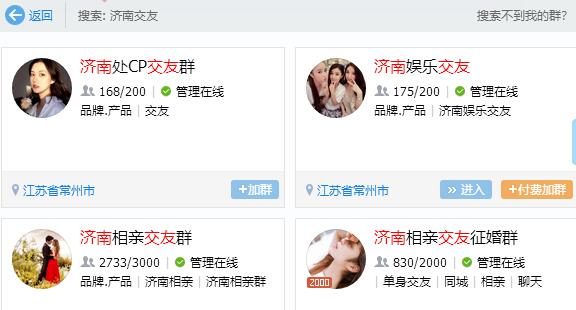 返回 搜索: 济南交友 搜索不到我的群?
济南处CP交友群
168/200 管理在线
品牌.产品 交友
江苏省常州市 +加群
济南娱乐交友
175/200 管理在线
品牌.产品 济南娱乐交友
江苏省常州市 进入 +付费加群
济南相亲交友群
2733/3000 管理在线
品牌.产品 济南相亲 济南相亲群
济南相亲交友征婚群
2000
830/2000 管理在线
单身交友 同城 相亲 聊天